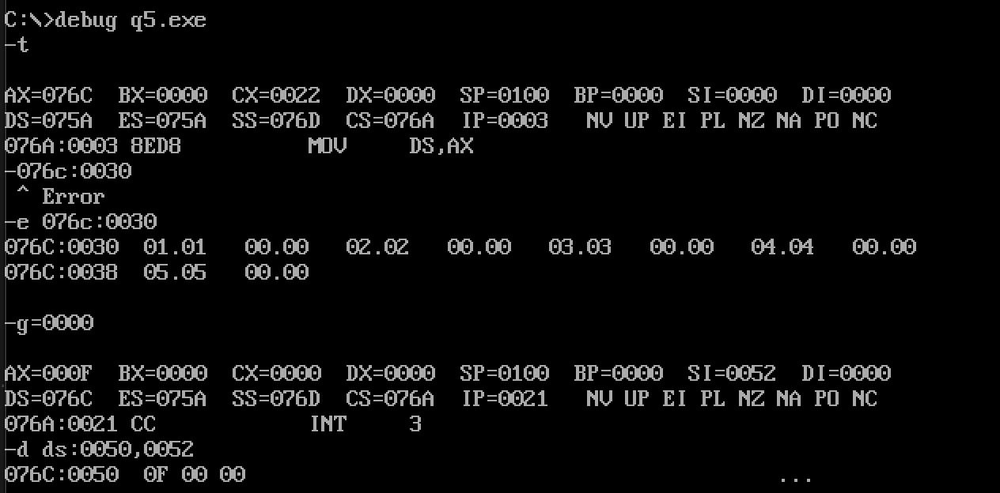 C:\>debug q5.exe
-t
AX=076C  BX=0000  CX=0022  DX=0000  SP=0100  BP=0000  SI=0000  DI=0000
DS=075A  ES=075A  SS=076D  CS=076A  IP=0003   NV UP EI PL NZ NA PO NC
076A:0003 8ED8          MOV     DS,AX
-076c:0030
 ^ Error
-e 076c:0030
076C:0030  01.01   00.00   02.02   00.00   03.03   00.00   04.04   00.00
076C:0038  05.05   00.00
-g=0000
AX=000F  BX=0000  CX=0000  DX=0000  SP=0100  BP=0000  SI=0052  DI=0000
DS=076C  ES=075A  SS=076D  CS=076A  IP=0021   NV UP EI PL NZ NA PO NC
076A:0021 CC            INT     3
-d ds:0050,0052
076C:0050  0F 00 00                                          ...